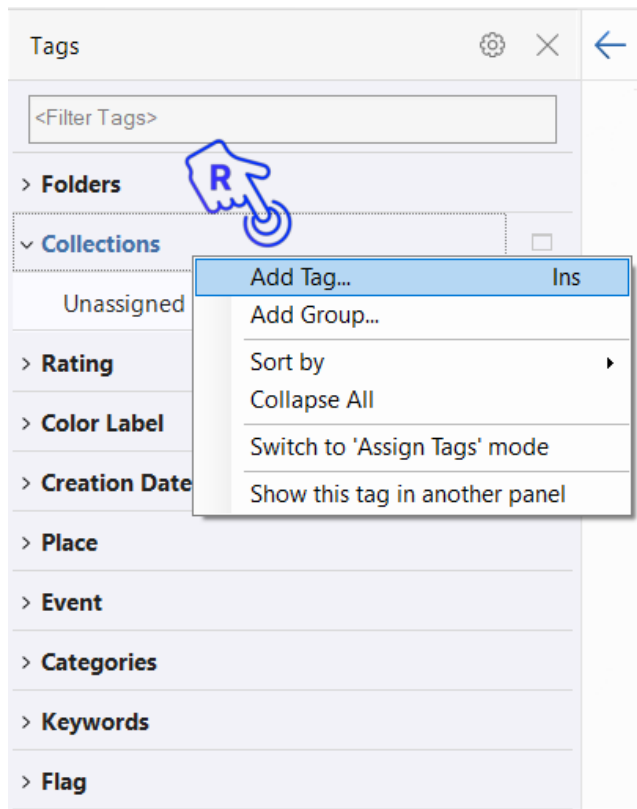 Tags
<Filter Tags>
Folders
R
Collections
Add Tag... Ins
Unassigned
Add Group...
Rating
Sort by
Collapse All
Color Label
Switch to 'Assign Tags' mode
Creation Date
Show this tag in another panel
Place
Event
Categories
Keywords
Flag